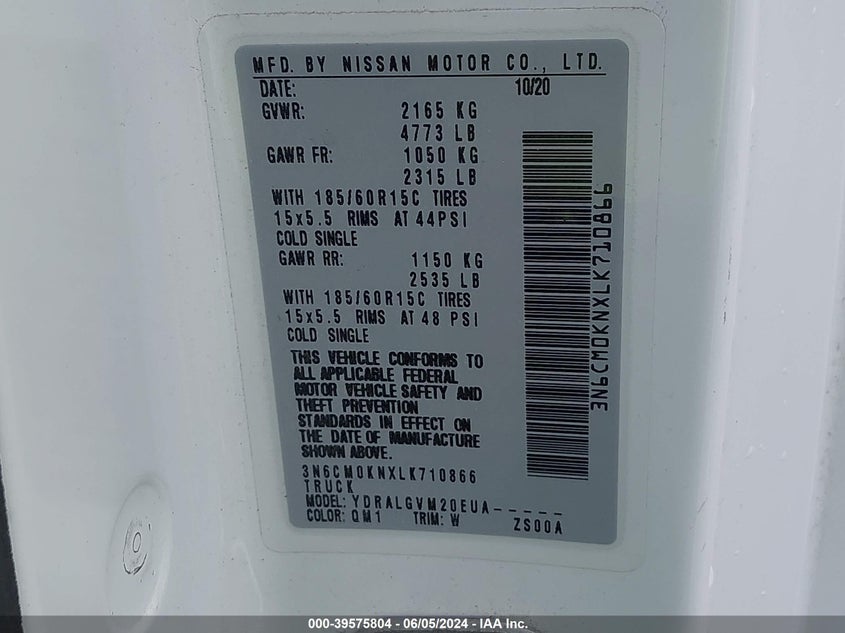 MFD. BY NISSAN MOTOR CO., LTD.
DATE: 10/20
GVWR: 2165 KG
4773 LB
GAWR FR: 1050 KG
2315 LB
WITH 185/60R15C TIRES
15x5.5 RIMS AT 44PSI
COLD SINGLE
GAWR RR: 1150 KG
2535 LB
WITH 185/60R15C TIRES
15x5.5 RIMS AT 48 PSI
COLD SINGLE
THIS VEHICLE CONFORMS TO
ALL APPLICABLE FEDERAL
MOTOR VEHICLE SAFETY AND
THEFT PREVENTION
STANDARDS IN EFFECT ON
THE DATE OF MANUFACTURE
SHOWN ABOVE.
3N6CM0KNXLK710866
TRUCK
MODEL: YDRALGVM20EUA-----
COLOR: QM1 TRIM: W ZS00A
3N6CM0KNXLK710866
000-39575804 - 06/05/2024 - IAA Inc.